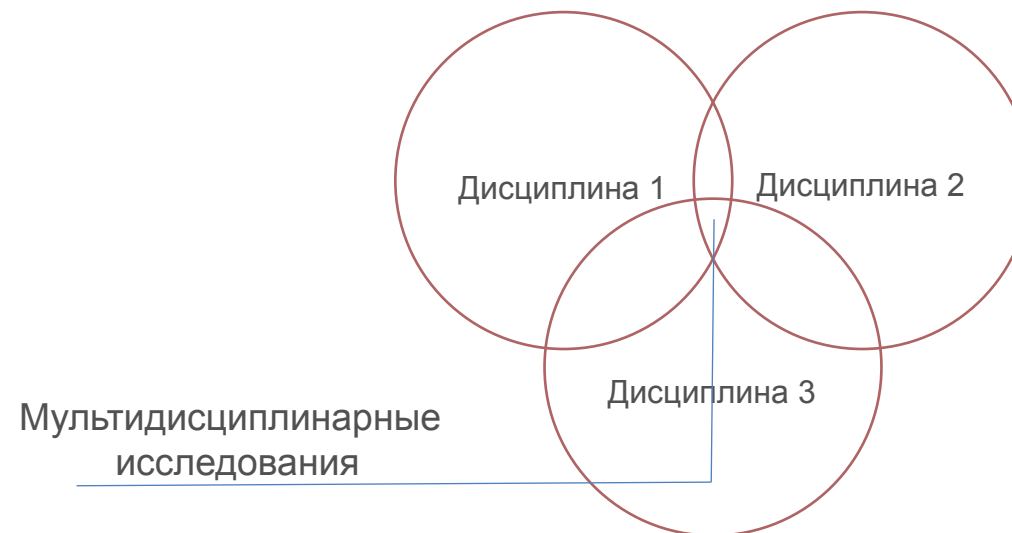 Дисциплина 1
Дисциплина 2
Дисциплина 3
Мультидисциплинарные
исследования